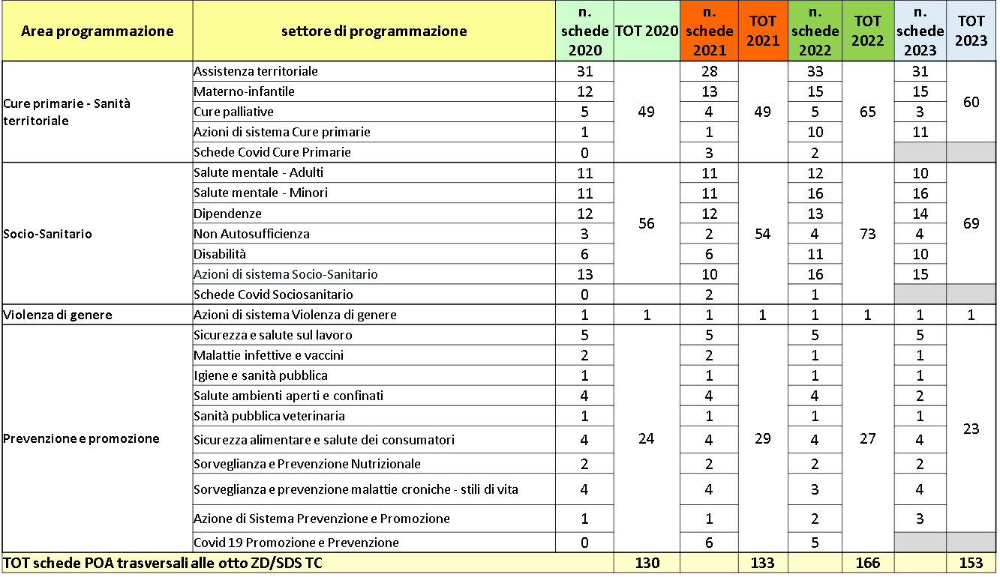 Area programmazione | settore di programmazione | n. schede 2020 | TOT 2020 | n. schede 2021 | TOT 2021 | n. schede 2022 | TOT 2022 | n. schede 2023 | TOT 2023
Cure primarie - Sanità territoriale | Assistenza territoriale | 31 | 49 | 28 | 49 | 33 | 65 | 31 | 60
Materno-infantile | 12 | 13 | 15 | 15
Cure palliative | 5 | 4 | 5 | 3
Azioni di sistema Cure primarie | 1 | 1 | 10 | 11
Schede Covid Cure Primarie | 0 | 3 | 2
Socio-Sanitario | Salute mentale - Adulti | 11 | 56 | 11 | 54 | 12 | 73 | 10 | 69
Salute mentale - Minori | 11 | 11 | 16 | 16
Dipendenze | 12 | 12 | 13 | 14
Non Autosufficienza | 3 | 2 | 4 | 4
Disabilità | 6 | 6 | 11 | 10
Azioni di sistema Socio-Sanitario | 13 | 10 | 16 | 15
Schede Covid Sociosanitario | 0 | 2 | 1
Violenza di genere | Azioni di sistema Violenza di genere | 1 | 1 | 1 | 1 | 1 | 1 | 1 | 1
Prevenzione e promozione | Sicurezza e salute sul lavoro | 5 | 24 | 5 | 29 | 5 | 27 | 5 | 23
Malattie infettive e vaccini | 2 | 2 | 1 | 1
Igiene e sanità pubblica | 1 | 1 | 1 | 1
Salute ambienti aperti e confinati | 4 | 4 | 4 | 2
Sanità pubblica veterinaria | 1 | 1 | 1 | 1
Sicurezza alimentare e salute dei consumatori | 4 | 4 | 4 | 4
Sorveglianza e Prevenzione Nutrizionale | 2 | 2 | 2 | 2
Sorveglianza e prevenzione malattie croniche - stili di vita | 4 | 4 | 3 | 4
Azione di Sistema Prevenzione e Promozione | 1 | 1 | 2 | 3
Covid 19 Promozione e Prevenzione | 0 | 6 | 5
TOT schede POA trasversali alle otto ZD/SDS TC | 130 | 133 | 166 | 153